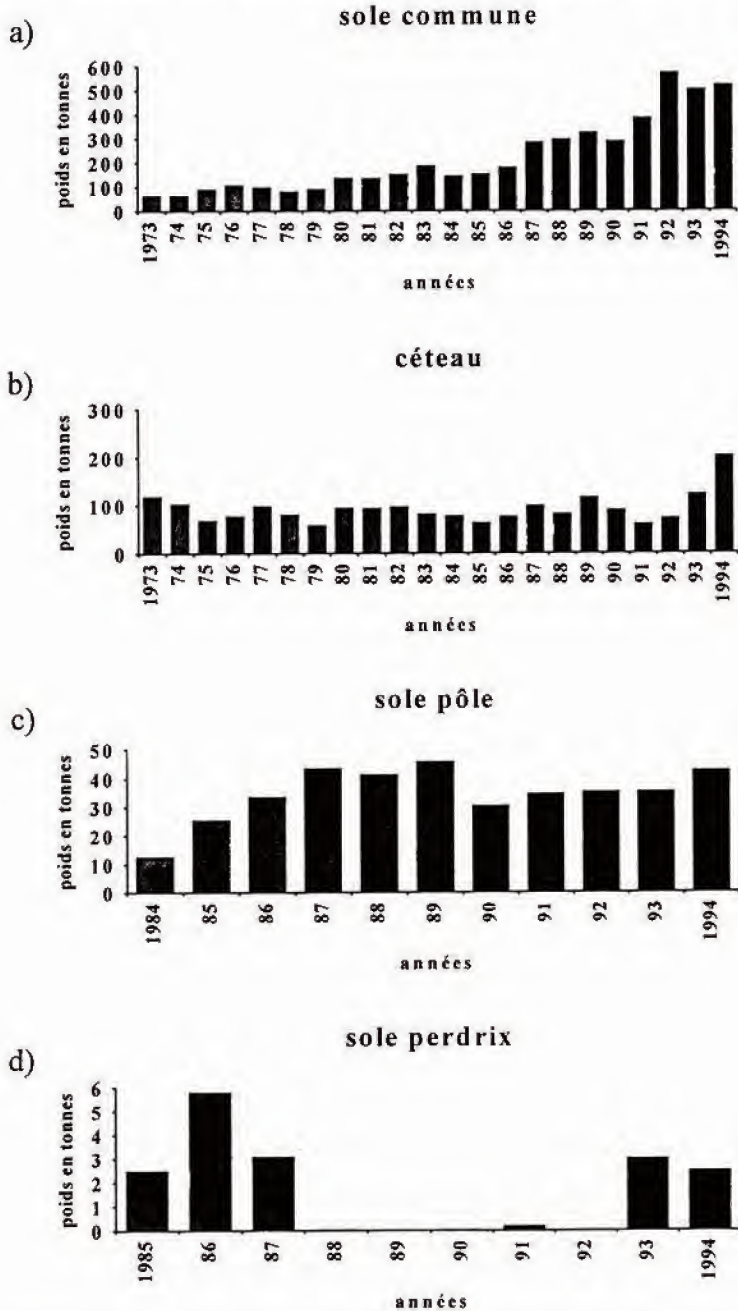 a)
sole commune
poids en tonnes
600
500
400
300
200
100
0
1973 74 75 76 77 78 79 80 81 82 83 84 85 86 87 88 89 90 91 92 93 1994
années
b)
céteau
poids en tonnes
300
200
100
0
1973 74 75 76 77 78 79 80 81 82 83 84 85 86 87 88 89 90 91 92 93 1994
années
c)
sole pôle
poids en tonnes
50
40
30
20
10
0
1984 85 86 87 88 89 90 91 92 93 1994
années
d)
sole perdrix
poids en tonnes
6
5
4
3
2
1
0
1985 86 87 88 89 90 91 92 93 1994
années